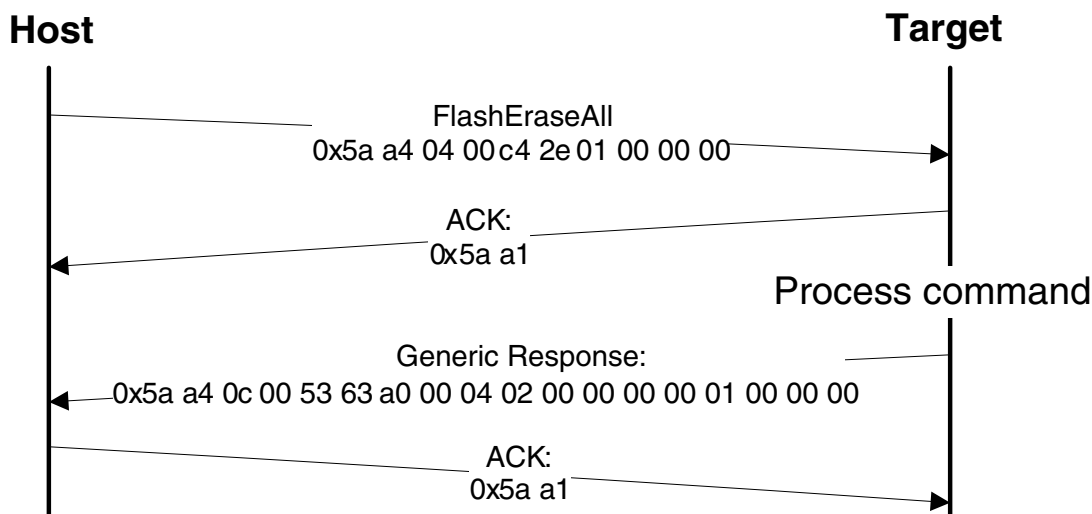 Host
Target
FlashEraseAll
0x5a a4 04 00 c4 2e 01 00 00 00
ACK:
0x5a a1
Process command
Generic Response:
0x5a a4 0c 00 53 63 a0 00 04 02 00 00 00 00 01 00 00 00
ACK:
0x5a a1